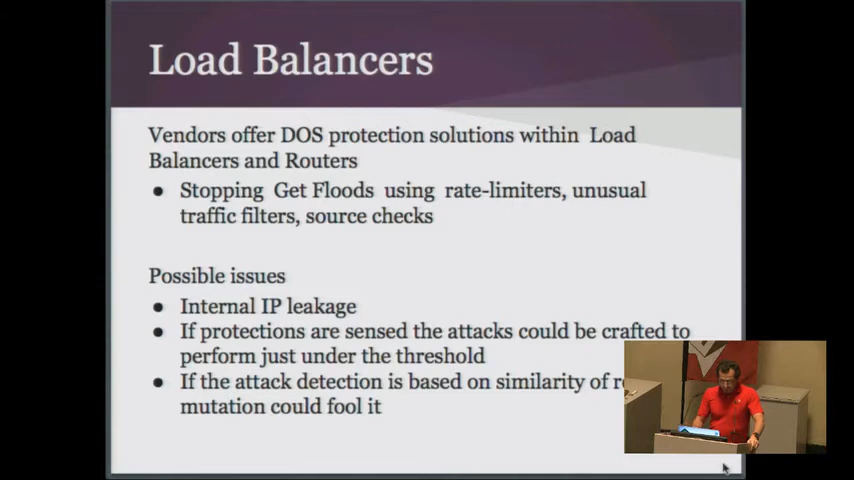 Load Balancers
Vendors offer DOS protection solutions within Load
Balancers and Routers
● Stopping Get Floods using rate-limiters, unusual
traffic filters, source checks
Possible issues
● Internal IP leakage
● If protections are sensed the attacks could be crafted to
perform just under the threshold
● If the attack detection is based on similarity of
mutation could fool it